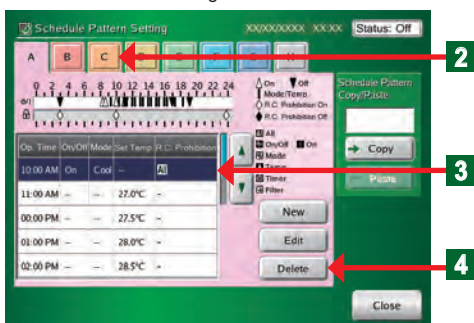 Schedule Pattern Setting XX/XX/XXXX XX:XX Status: Off
A B C
2
0 2 4 6 8 10 12 14 16 18 20 22 24
On Off
Mode/Temp.
R.C. Prohibition On
R.C. Prohibition Off
All
On/Off On
Mode
Temp.
Timer
Filter
Schedule Pattern
Copy/Paste
Copy
Paste
Op. Time On/Off Mode Set Temp. R.C. Prohibition
10:00 AM On Cool -- All
3
11:00 AM -- -- 27.0°C --
00:00 PM -- -- 27.5°C --
01:00 PM -- -- 28.0°C --
02:00 PM -- -- 28.5°C --
New
Edit
Delete
4
Close